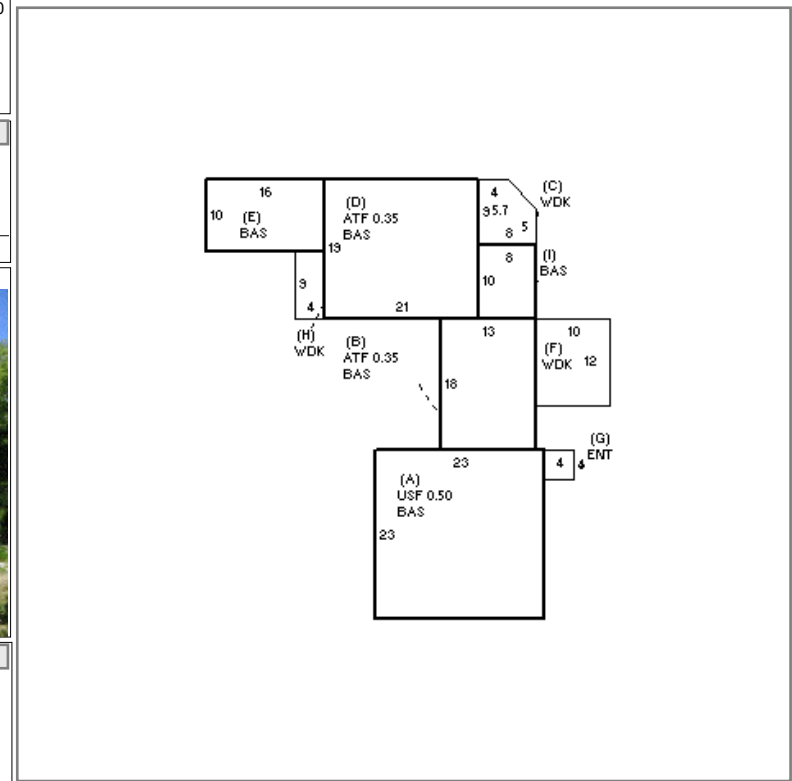 16
10
(E)
BAS
(D)
ATF 0.35
BAS
19
21
4
9
5.7
8
5
(C)
WDK
8
10
(I)
BAS
9
4
(H)
WDK
(B)
ATF 0.35
BAS
13
18
10
(F)
WDK
12
(G)
ENT
4
4
23
(A)
USF 0.50
BAS
23